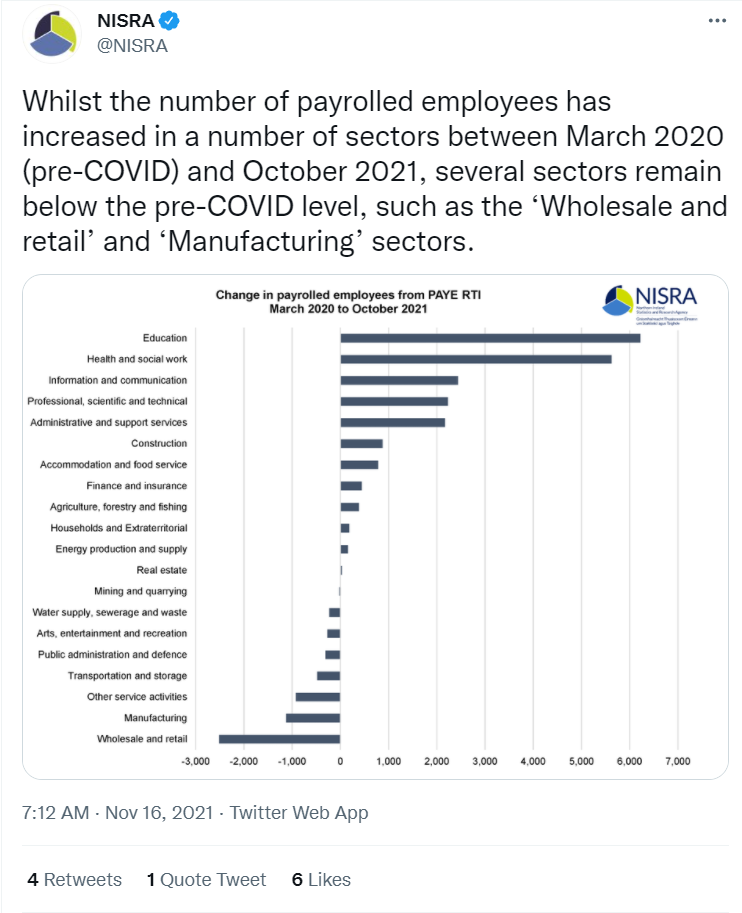 NISRA
@NISRA
Whilst the number of payrolled employees has
increased in a number of sectors between March 2020
(pre-COVID) and October 2021, several sectors remain
below the pre-COVID level, such as the ‘Wholesale and
retail’ and ‘Manufacturing’ sectors.
Change in payrolled employees from PAYE RTI
March 2020 to October 2021
NISRA
Northern Ireland
Statistics and Research Agency
Education
Health and social work
Information and communication
Professional, scientific and technical
Administrative and support services
Construction
Accommodation and food service
Finance and insurance
Agriculture, forestry and fishing
Households and Extraterritorial
Energy production and supply
Real estate
Mining and quarrying
Water supply, sewerage and waste
Arts, entertainment and recreation
Public administration and defence
Transportation and storage
Other service activities
Manufacturing
Wholesale and retail
-3,000 -2,000 -1,000 0 1,000 2,000 3,000 4,000 5,000 6,000 7,000
7:12 AM · Nov 16, 2021 · Twitter Web App
4 Retweets 1 Quote Tweet 6 Likes